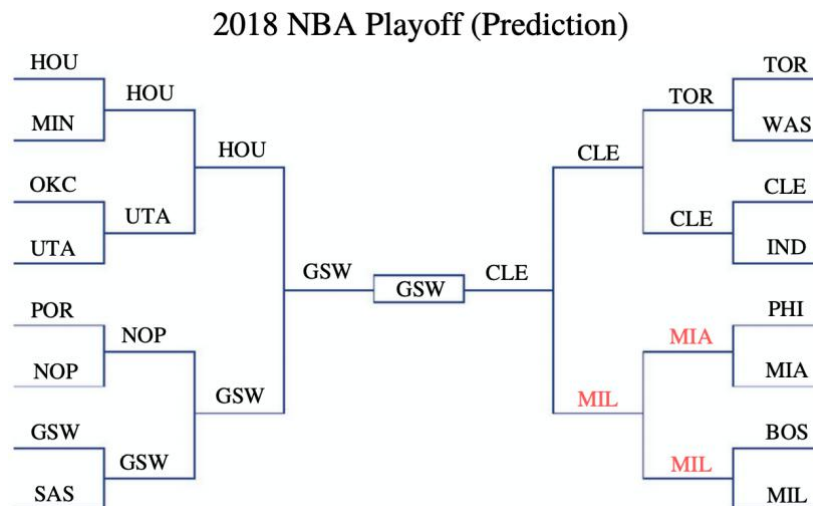 2018 NBA Playoff (Prediction)
HOU
MIN
OKC
UTA
POR
NOP
GSW
SAS
HOU
UTA
NOP
GSW
HOU
GSW
GSW
GSW
CLE
CLE
MIL
TOR
CLE
MIA
MIL
TOR
WAS
CLE
IND
PHI
MIA
BOS
MIL